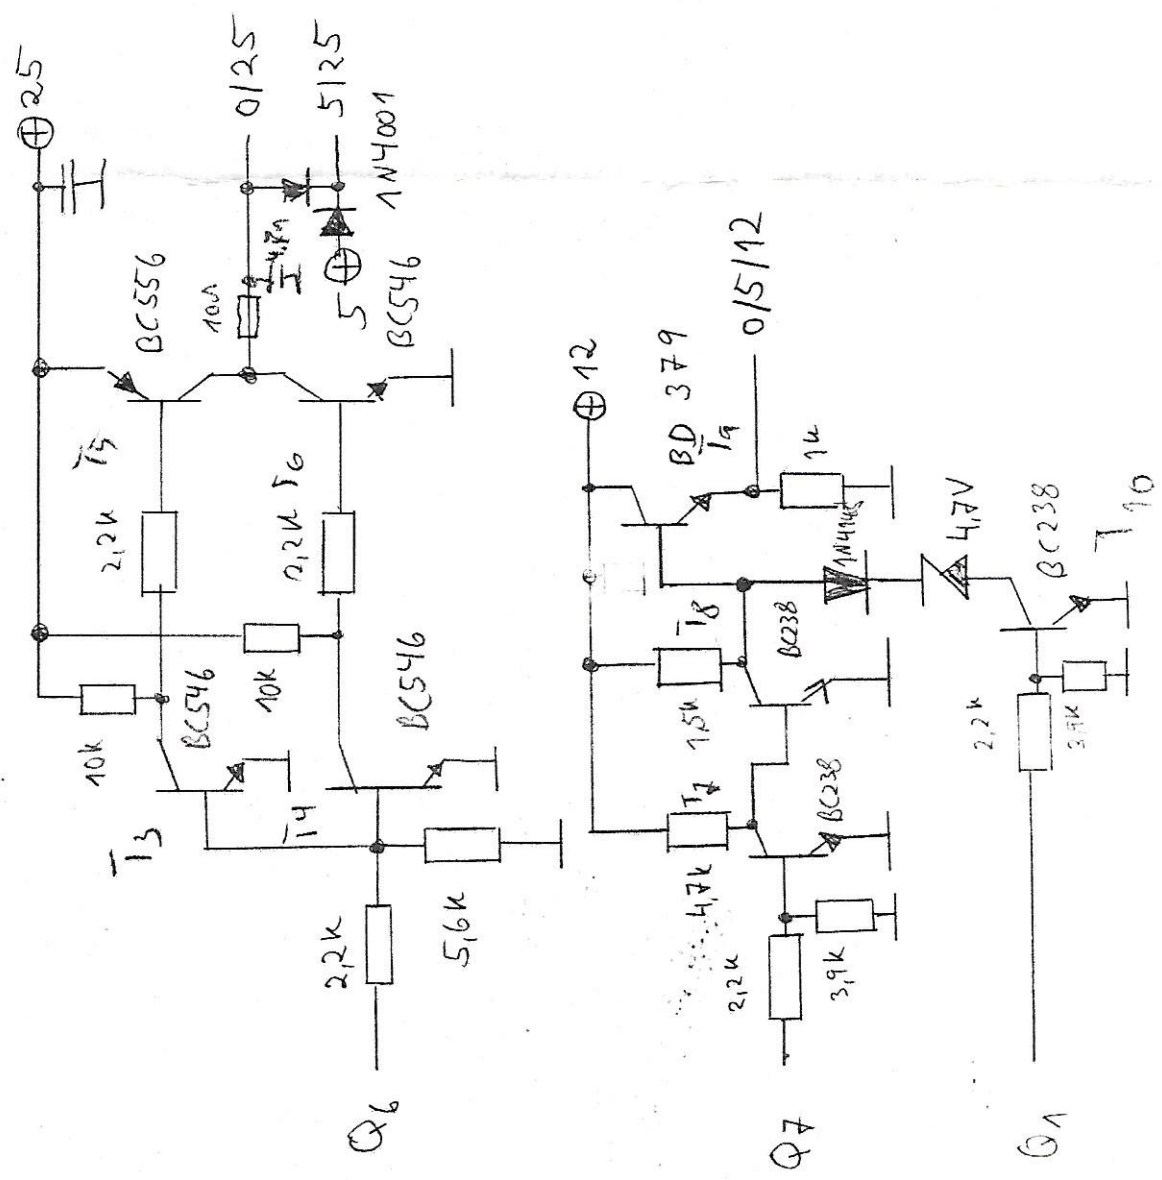 ⊕ 25
0/25
5/25
1N4001
BC556
10Ω
4,7n
5 ⊕
BC546
T5
2,2K
T6
2,2K
10K
10K
BC546
BC546
T3
T4
2,2K
5,6K
Q6
⊕ 12
0/5/12
BD 379
T9
1K
1N4148
4,7V
BC238
T10
T8
BC238
1,5K
T7
BC238
4,7K
2,2K
3,9K
2,2K
3,9K
Q7
Q1